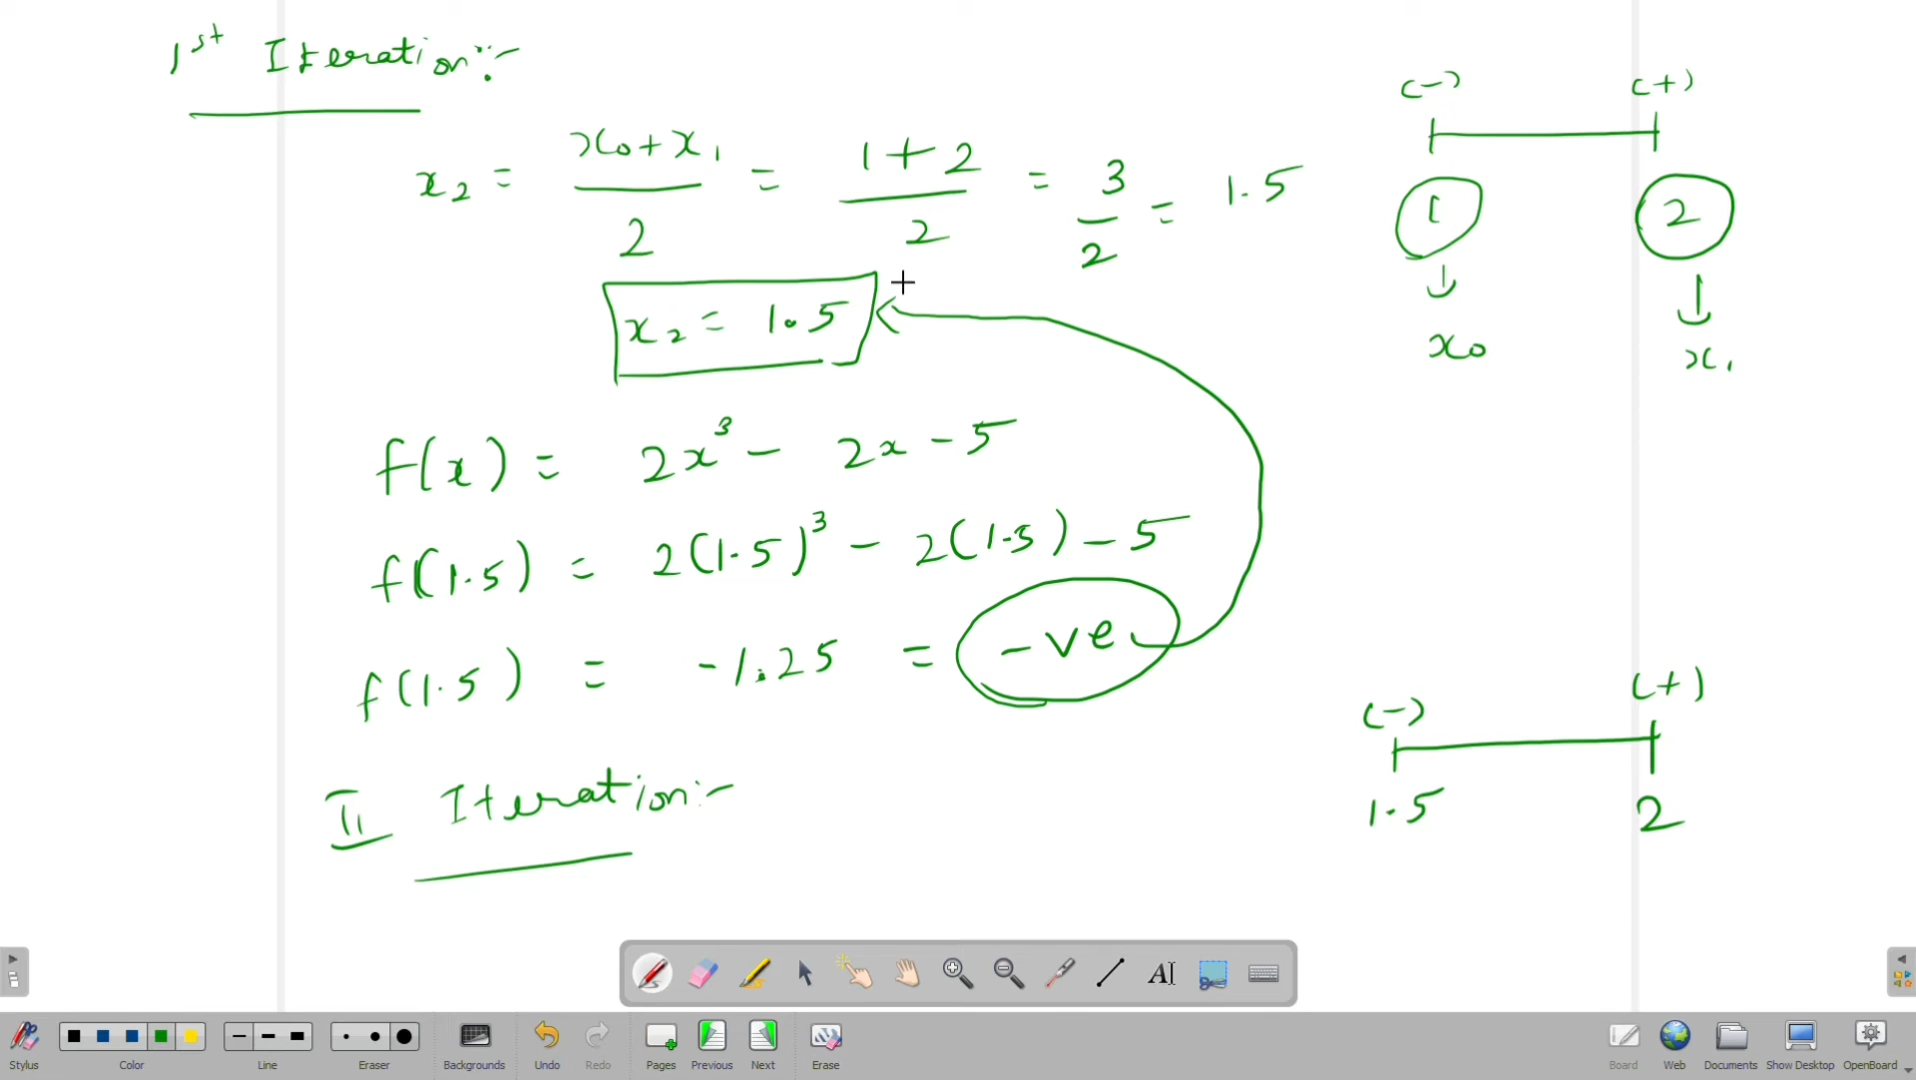 1st Iteration:-
(-) (+)
x₂ = (x₀+x₁)/2 = (1+2)/2 = 3/2 = 1.5
1 2
x₂ = 1.5
x₀ x₁
f(x) = 2x³ - 2x - 5
f(1.5) = 2(1.5)³ - 2(1.5) - 5
f(1.5) = -1.25 = -ve
(-) (+)
II Iteration:-
1.5 2
AI
Stylus Color Line Eraser Backgrounds Undo Redo Pages Previous Next Erase Board Web Documents Show Desktop OpenBoard